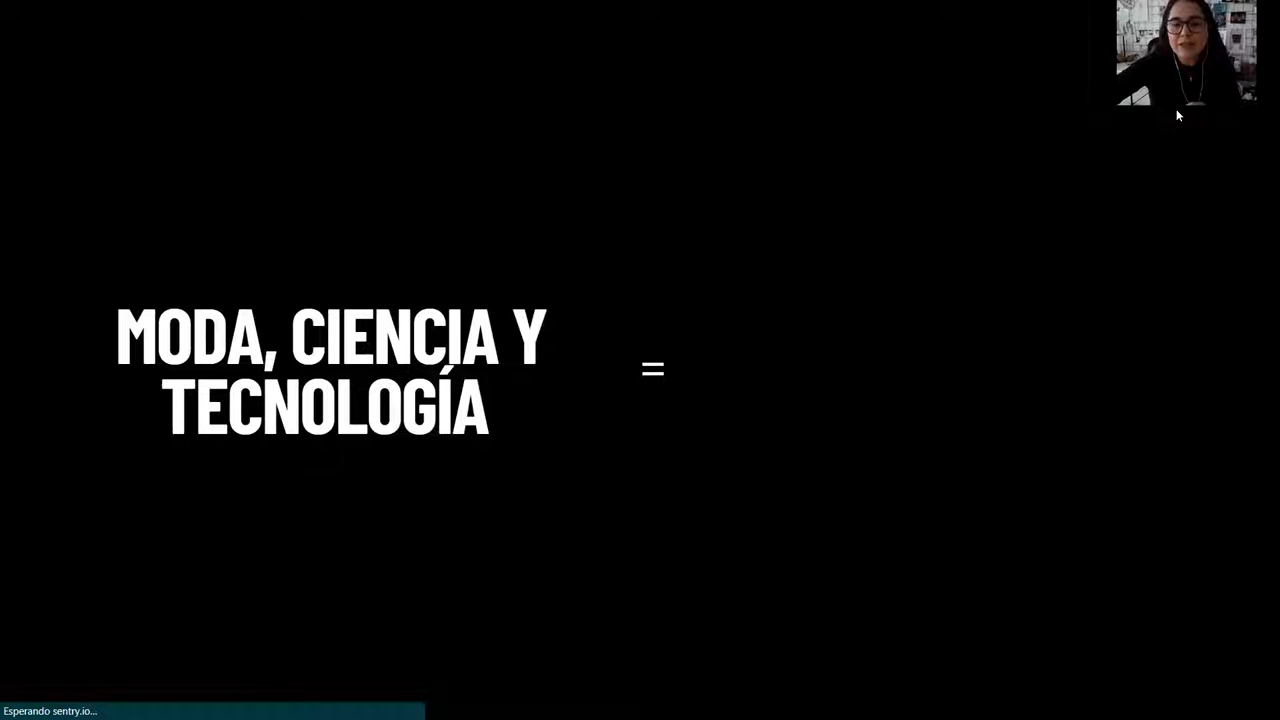 MODA, CIENCIA Y
TECNOLOGÍA
=
Esperando sentry.io...